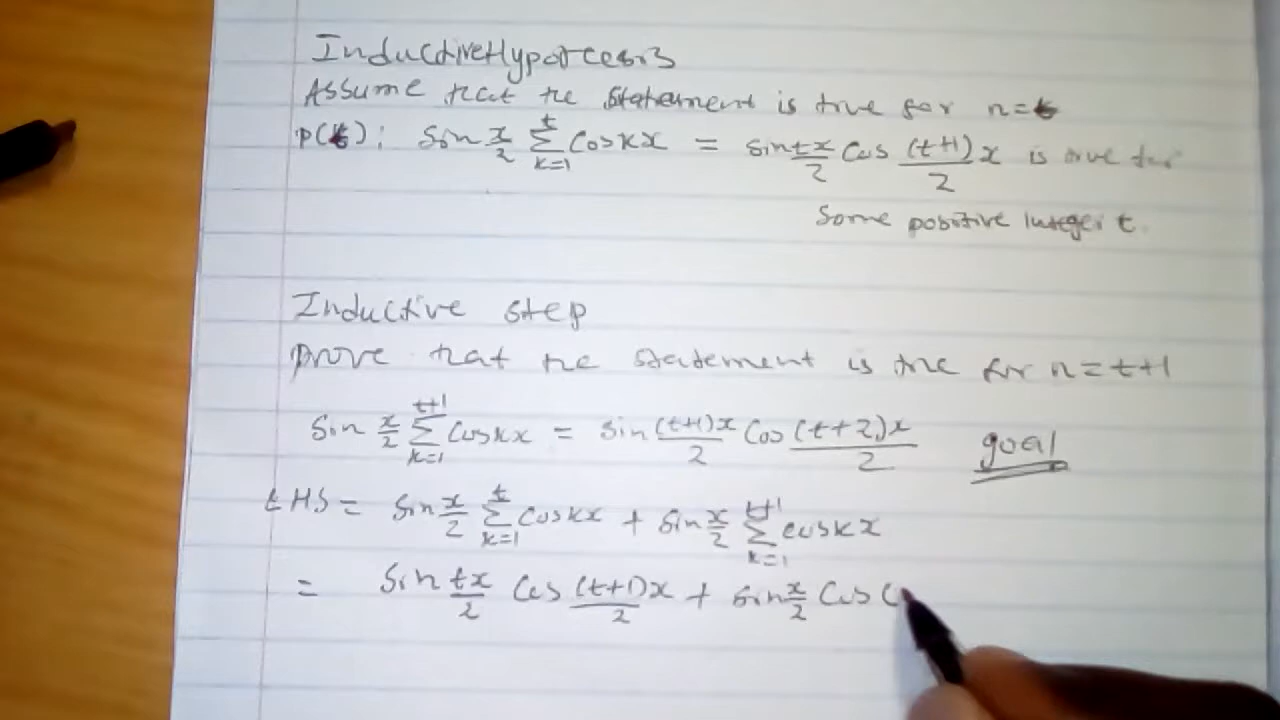 Inductive Hypotesis
Assume that the statement is true for n=t
P(t): Sin x/2 ∑_{k=1}^{t} Cos kx = sin tx/2 Cos (t+1)x/2 is true for
Some positive integer t.
Inductive step
Prove that the statement is true for n=t+1
Sin x/2 ∑_{k=1}^{t+1} Cos kx = sin (t+1)x/2 Cos (t+2)x/2 goal
LHS = Sin x/2 ∑_{k=1}^{t} Cos kx + sin x/2 ∑_{k=1}^{t+1} cos kx
= Sin tx/2 Cos (t+1)x/2 + sin x/2 Cos (